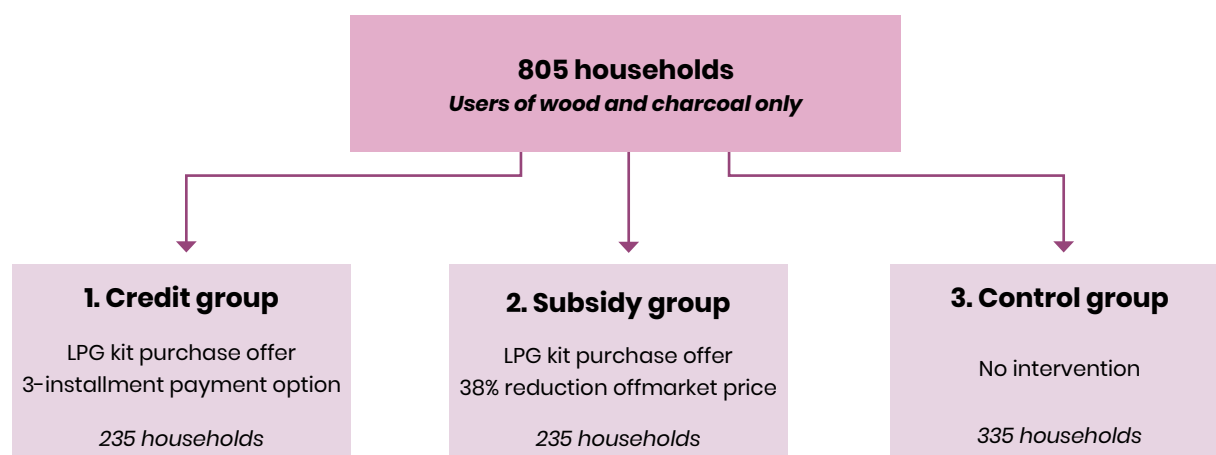 805 households
Users of wood and charcoal only
1. Credit group
LPG kit purchase offer
3-installment payment option
235 households
2. Subsidy group
LPG kit purchase offer
38% reduction offmarket price
235 households
3. Control group
No intervention
335 households